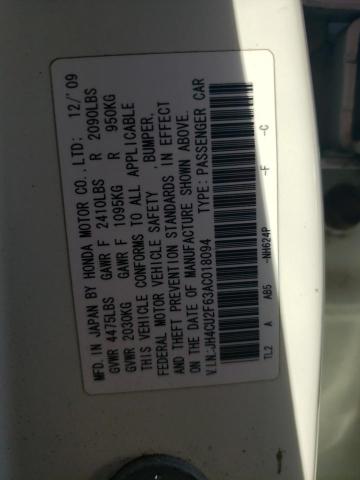 MFD. IN JAPAN BY HONDA MOTOR CO., LTD. 12/'09
GVWR 4475LBS GAWR F 2410LBS R 2090LBS
GVWR 2030KG GAWR F 1095KG R 950KG
THIS VEHICLE CONFORMS TO ALL APPLICABLE
FEDERAL MOTOR VEHICLE SAFETY , BUMPER,
AND THEFT PREVENTION STANDARDS IN EFFECT
ON THE DATE OF MANUFACTURE SHOWN ABOVE.
V.I.N.:JH4CU2F63AC018094 TYPE: PASSENGER CAR
TL2 A AB5 -NH624P -F -C